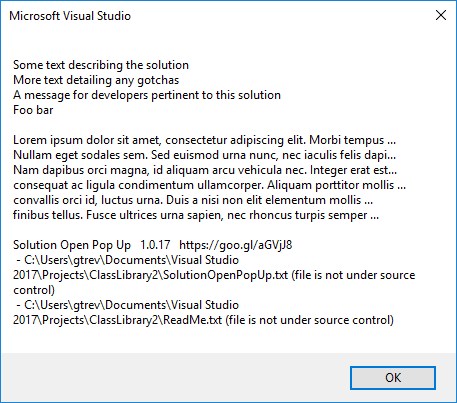 Microsoft Visual Studio
Some text describing the solution
More text detailing any gotchas
A message for developers pertinent to this solution
Foo bar
Lorem ipsum dolor sit amet, consectetur adipiscing elit. Morbi tempus ...
Nullam eget sodales sem. Sed euismod urna nunc, nec iaculis felis dapi...
Nam dapibus orci magna, id aliquam arcu vehicula nec. Integer erat est...
consequat ac ligula condimentum ullamcorper. Aliquam porttitor mollis ...
convallis orci id, luctus urna. Duis a nisi non elit elementum mollis ...
finibus tellus. Fusce ultrices urna sapien, nec rhoncus turpis semper ...
Solution Open Pop Up   1.0.17   https://goo.gl/aGVjJ8
- C:\Users\gtrev\Documents\Visual Studio
2017\Projects\ClassLibrary2\SolutionOpenPopUp.txt (file is not under source
control)
- C:\Users\gtrev\Documents\Visual Studio
2017\Projects\ClassLibrary2\ReadMe.txt (file is not under source control)
OK